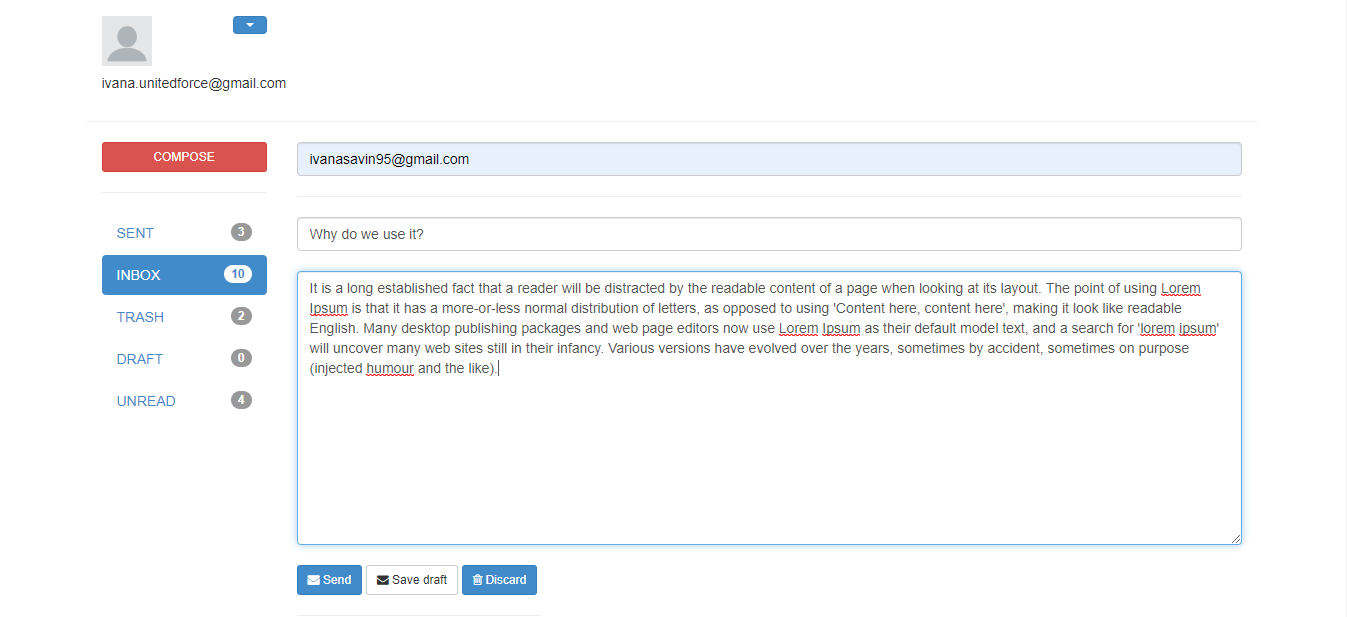 ivana.unitedforce@gmail.com
COMPOSE
SENT 3
INBOX 10
TRASH 2
DRAFT 0
UNREAD 4
ivanasavin95@gmail.com
Why do we use it?
It is a long established fact that a reader will be distracted by the readable content of a page when looking at its layout. The point of using Lorem
Ipsum is that it has a more-or-less normal distribution of letters, as opposed to using 'Content here, content here', making it look like readable
English. Many desktop publishing packages and web page editors now use Lorem Ipsum as their default model text, and a search for 'lorem ipsum'
will uncover many web sites still in their infancy. Various versions have evolved over the years, sometimes by accident, sometimes on purpose
(injected humour and the like).
Send Save draft Discard